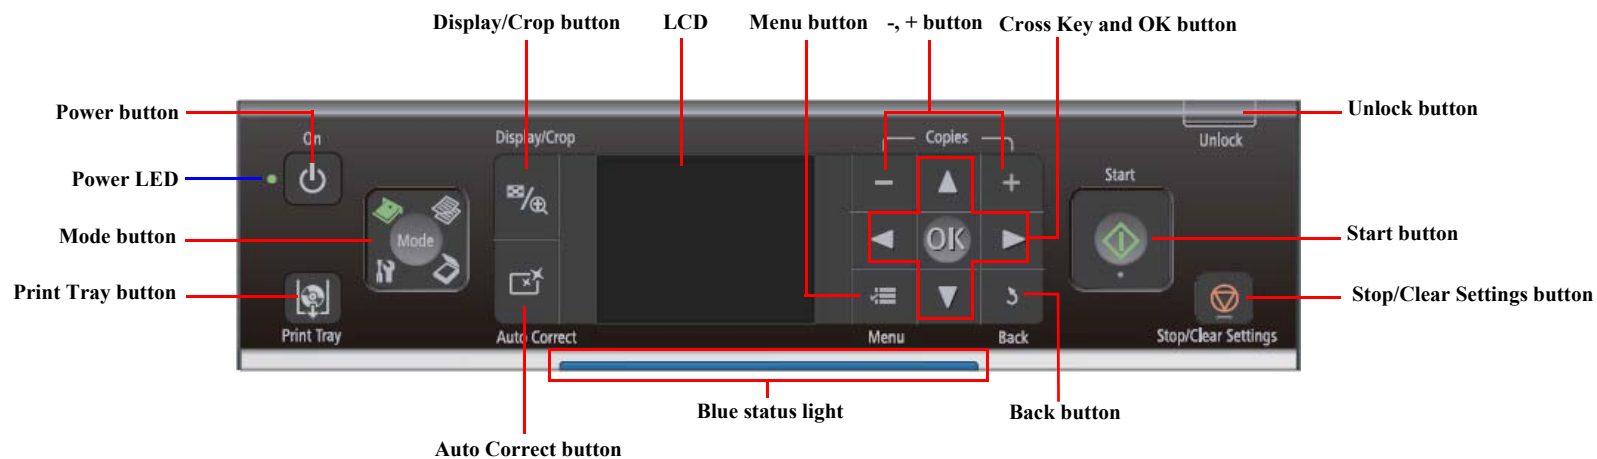 Display/Crop button LCD Menu button -, + button Cross Key and OK button
Power button
Unlock button
On
Display/Crop
Copies
Unlock
Power LED
Start
Mode button
Mode
OK
Start button
Print Tray button
Stop/Clear Settings button
Print Tray
Auto Correct
Menu
Back
Stop/Clear Settings
Blue status light
Back button
Auto Correct button